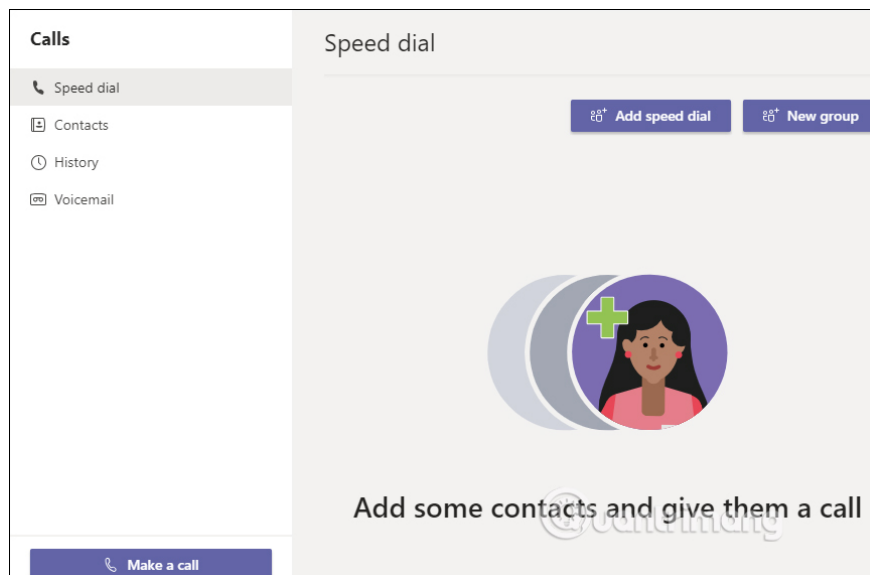 Calls
Speed dial
Contacts
History
Voicemail
Make a call
Speed dial
Add speed dial
New group
Add some contacts and give them a call
Quantrimang